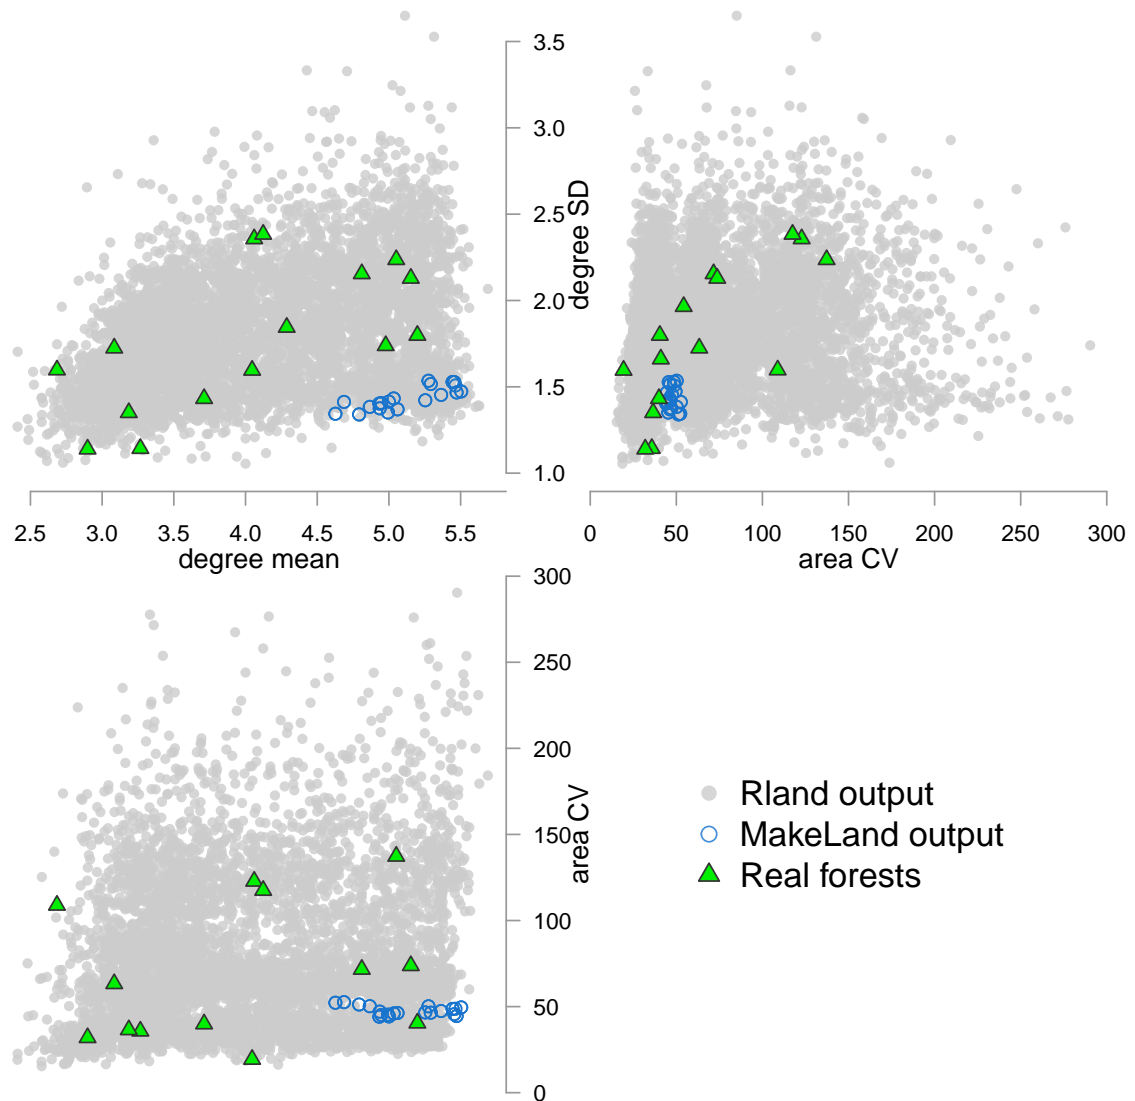 3.5
3.0
2.5
2.0
1.5
1.0
degree SD
2.5 3.0 3.5 4.0 4.5 5.0 5.5
degree mean
0 50 100 150 200 250 300
area CV
300
250
200
150
100
50
0
area CV
Rland output
MakeLand output
Real forests